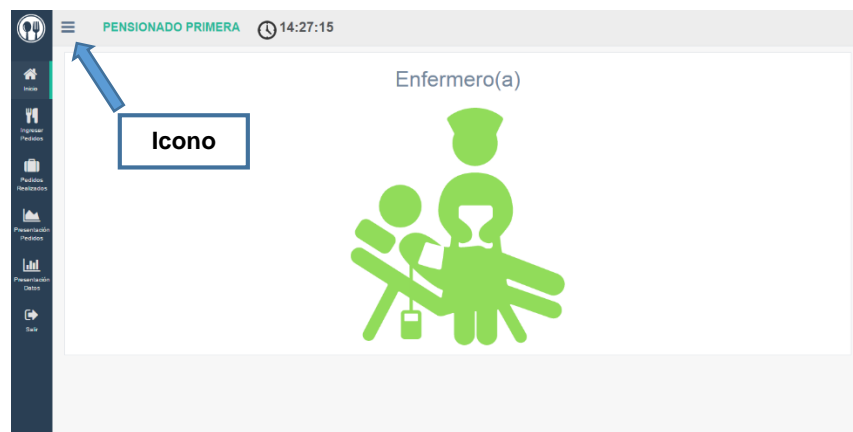 PENSIONADO PRIMERA 14:27:15
Enfermero(a)
Icono
Inicio
Ingresar
Pedidos
Pedidos
Realizados
Presentación
Pedidos
Presentación
Datos
Salir